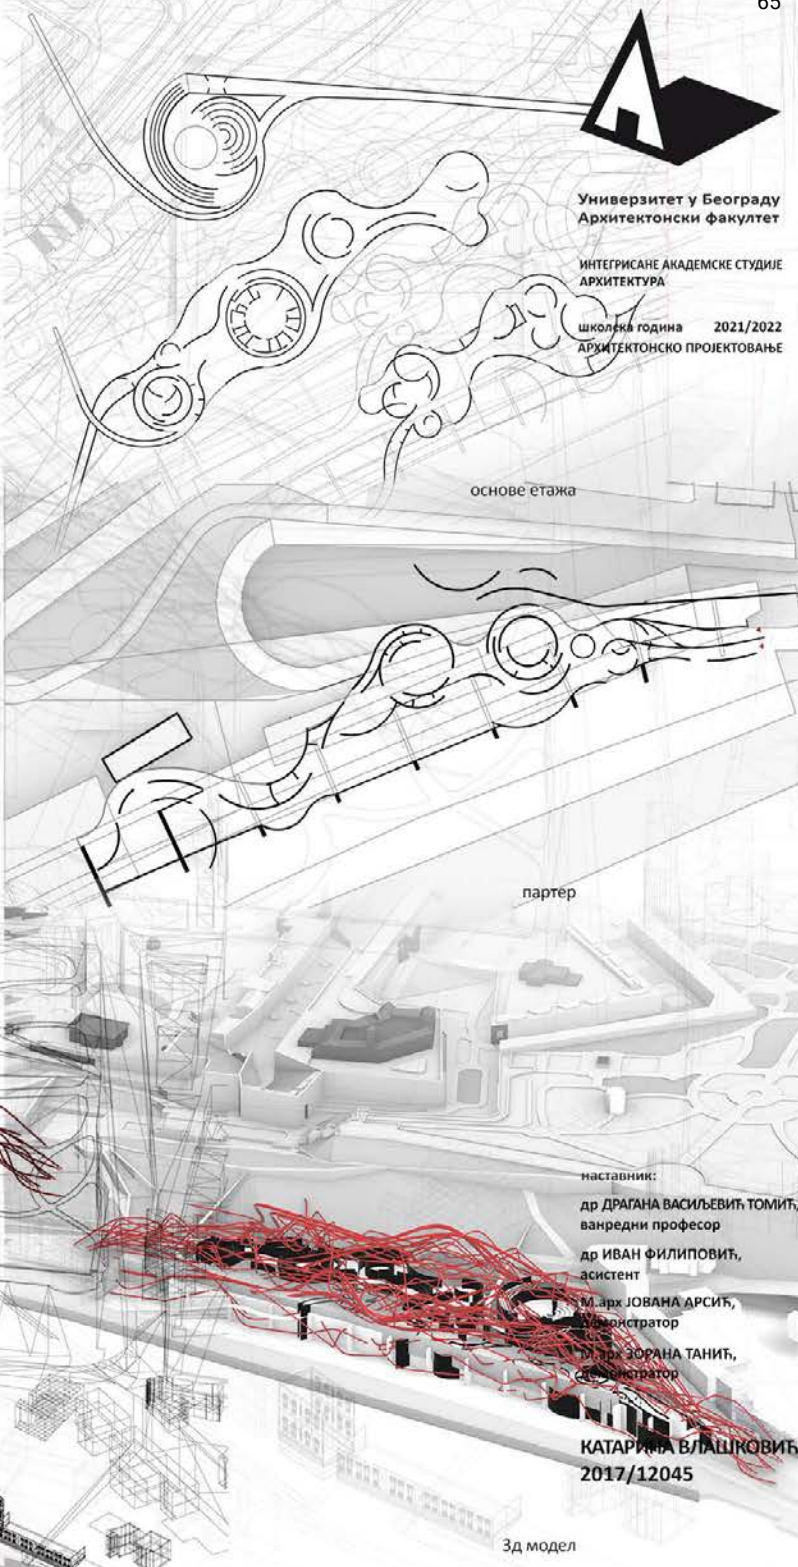 65
Универзитет у Београду
Архитектонски факултет
ИНТЕГРИСАНЕ АКАДЕМСКЕ СТУДИЈЕ
АРХИТЕКТУРА
школска година 2021/2022
АРХИТЕКТОНСКО ПРОЈЕКТОВАЊЕ
основе етажа
партер
наставник:
др ДРАГАНА ВАСИЉЕВИЋ ТОМИЋ,
ванредни професор
др ИВАН ФИЛИПОВИЋ,
асистент
М.арх ЈОВАНА АРСИЋ,
демонстратор
М.арх ЗОРАНА ТАНИЋ,
демонстратор
КАТАРИНА ВЛАШКОВИЋ
2017/12045
3д модел